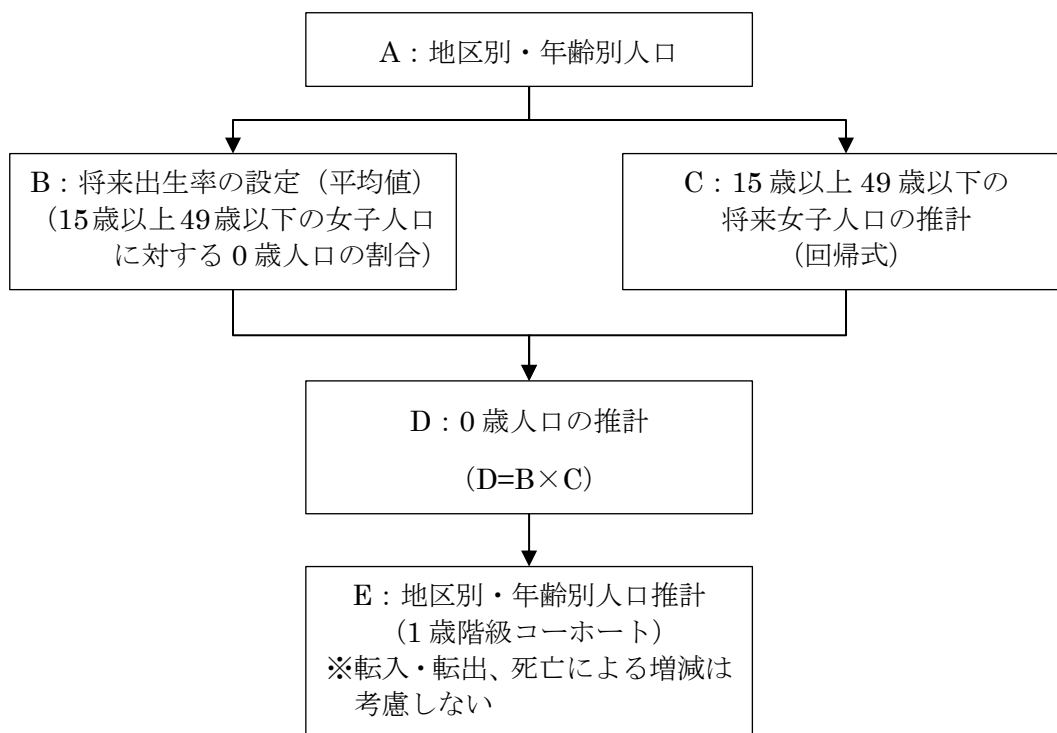 A：地区別・年齢別人口
B：将来出生率の設定（平均値）
（15歳以上49歳以下の女子人口
に対する0歳人口の割合）
C：15歳以上49歳以下の
将来女子人口の推計
（回帰式）
D：0歳人口の推計
（D=B×C）
E：地区別・年齢別人口推計
（1歳階級コーホート）
※転入・転出、死亡による増減は
考慮しない